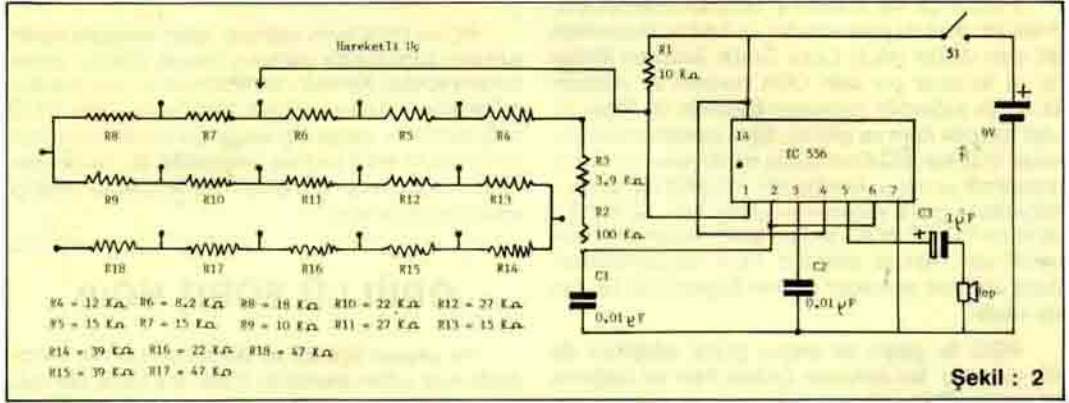 Hareketli Uç
R1
10 KΩ
S1
+
9V
14
IC 556
1 2 3 4 5 6 7
R8 R7 R6 R5 R4
R3
3,9 KΩ
R9 R10 R11 R12 R13
R2
100 KΩ
R18 R17 R16 R15 R14
C1
0,01 µF
C2
0,01 µF
C3
+
1µF
Hop
R4 = 12 KΩ R6 = 8.2 KΩ R8 = 18 KΩ R10 = 22 KΩ R12 = 27 KΩ
R5 = 15 KΩ R7 = 15 KΩ R9 = 10 KΩ R11 = 27 KΩ R13 = 15 KΩ
R14 = 39 KΩ R16 = 22 KΩ R18 = 47 KΩ
R15 = 39 KΩ R17 = 47 KΩ
Şekil : 2